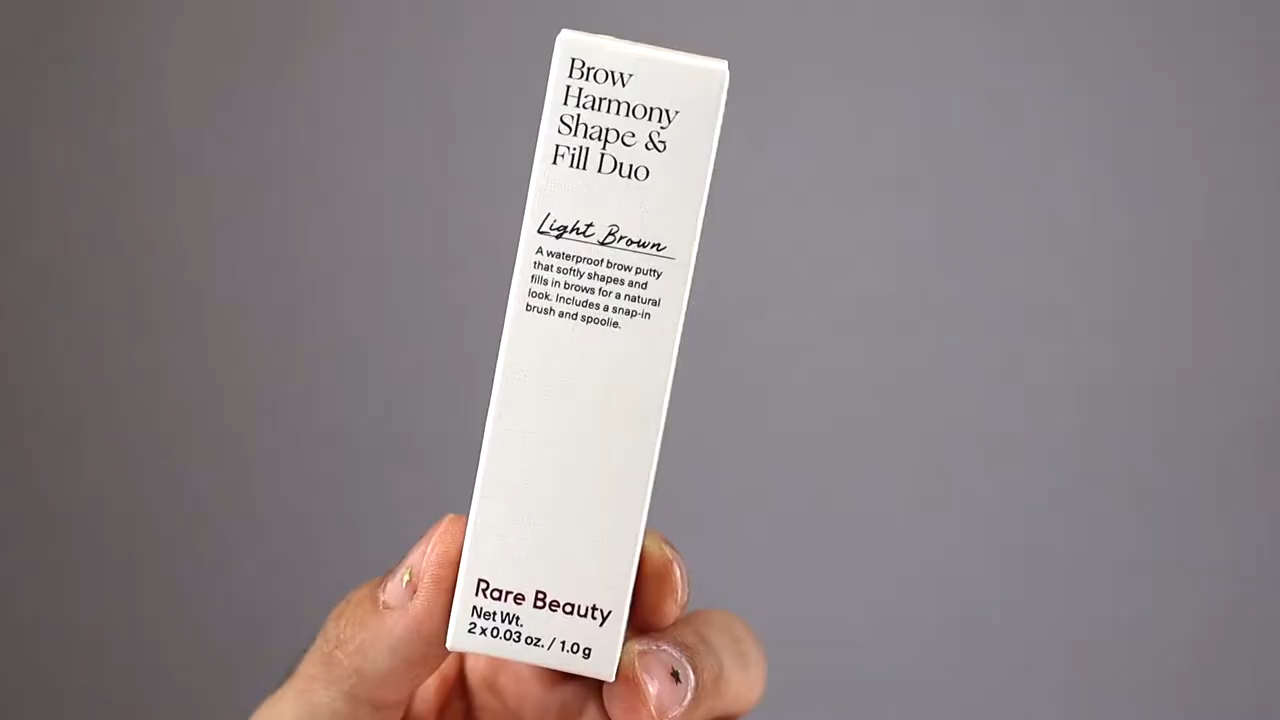 Brow
Harmony
Shape &
Fill Duo
Light Brown
A waterproof brow putty
that softly shapes and
fills in brows for a natural
look. Includes a snap-in
brush and spoolie.
Rare Beauty
Net Wt.
2 x 0.03 oz. / 1.0 g